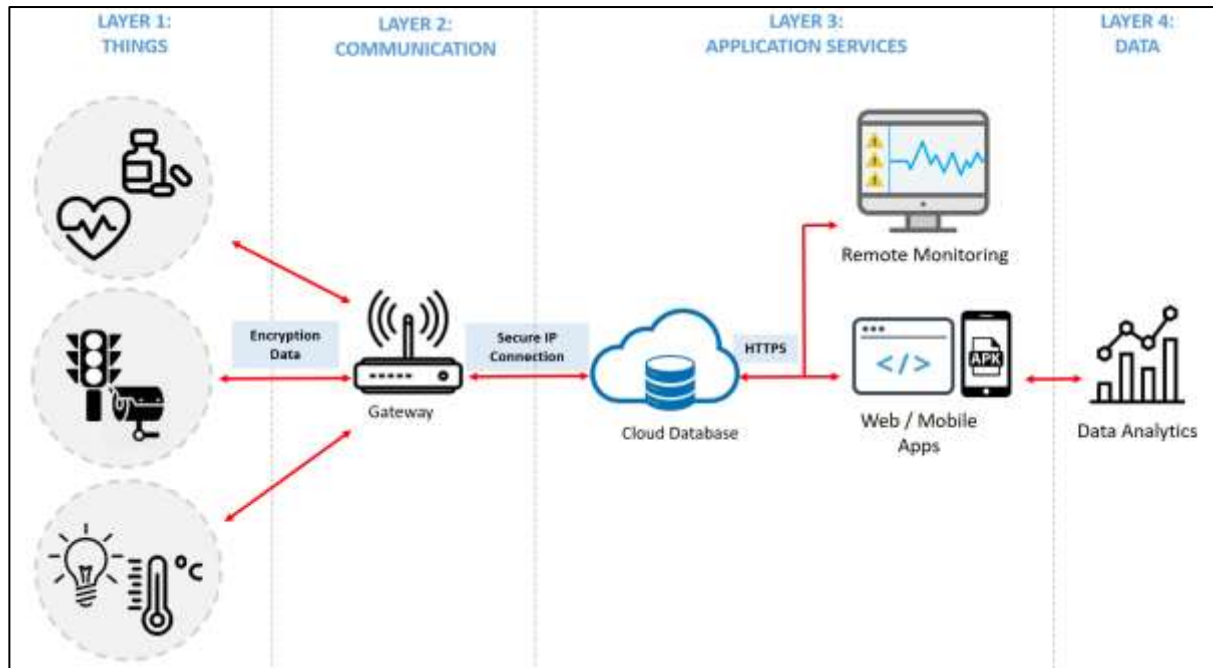 LAYER 1:
THINGS
LAYER 2:
COMMUNICATION
LAYER 3:
APPLICATION SERVICES
LAYER 4:
DATA
Remote Monitoring
Encryption
Data
Secure IP
Connection
HTTPS
</>
APK
Gateway
Cloud Database
Web / Mobile
Apps
Data Analytics
°C